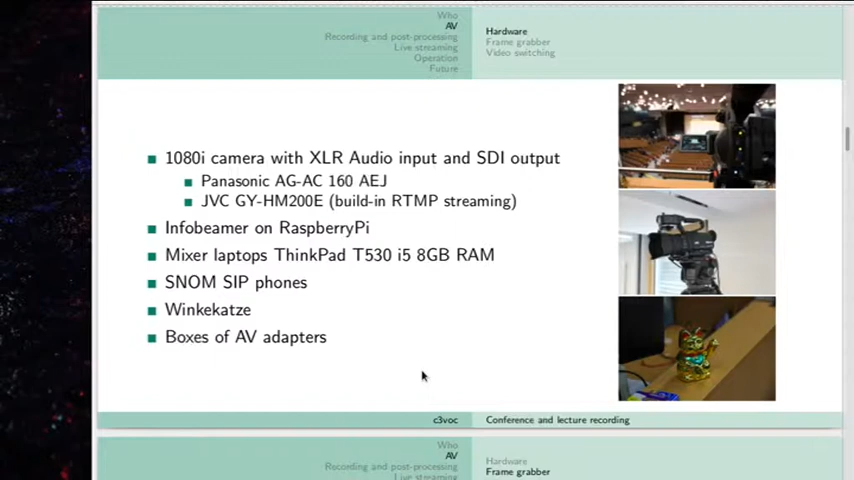 Who
AV
Recording and post-processing
Live streaming
Operation
Future
Hardware
Frame grabber
Video switching
1080i camera with XLR Audio input and SDI output
Panasonic AG-AC 160 AEJ
JVC GY-HM200E (build-in RTMP streaming)
Infobeamer on RaspberryPi
Mixer laptops ThinkPad T530 i5 8GB RAM
SNOM SIP phones
Winkekatze
Boxes of AV adapters
c3voc
Conference and lecture recording
Who
AV
Recording and post-processing
Live streaming
Hardware
Frame grabber